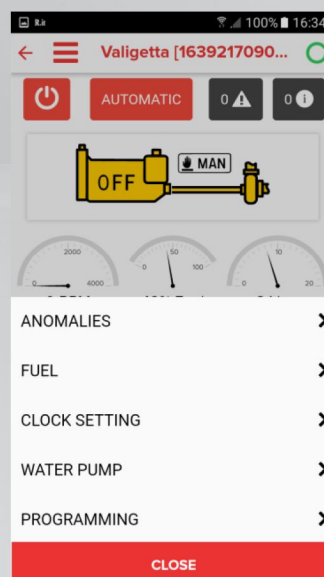 R.ir 100% 16:34
Valigetta [1639217090...
AUTOMATIC 0 0
MAN
OFF
2000 50 10
0 4000 0 100 0 20
ANOMALIES
FUEL
CLOCK SETTING
WATER PUMP
PROGRAMMING
CLOSE